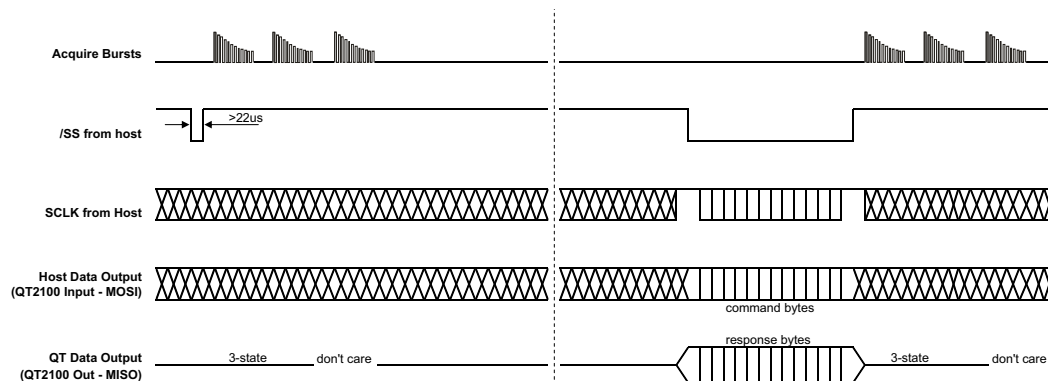 Acquire Bursts
>22us
/SS from host
SCLK from Host
Host Data Output
(QT2100 Input - MOSI)
command bytes
response bytes
QT Data Output
(QT2100 Out - MISO)
3-state
don't care
3-state
don't care